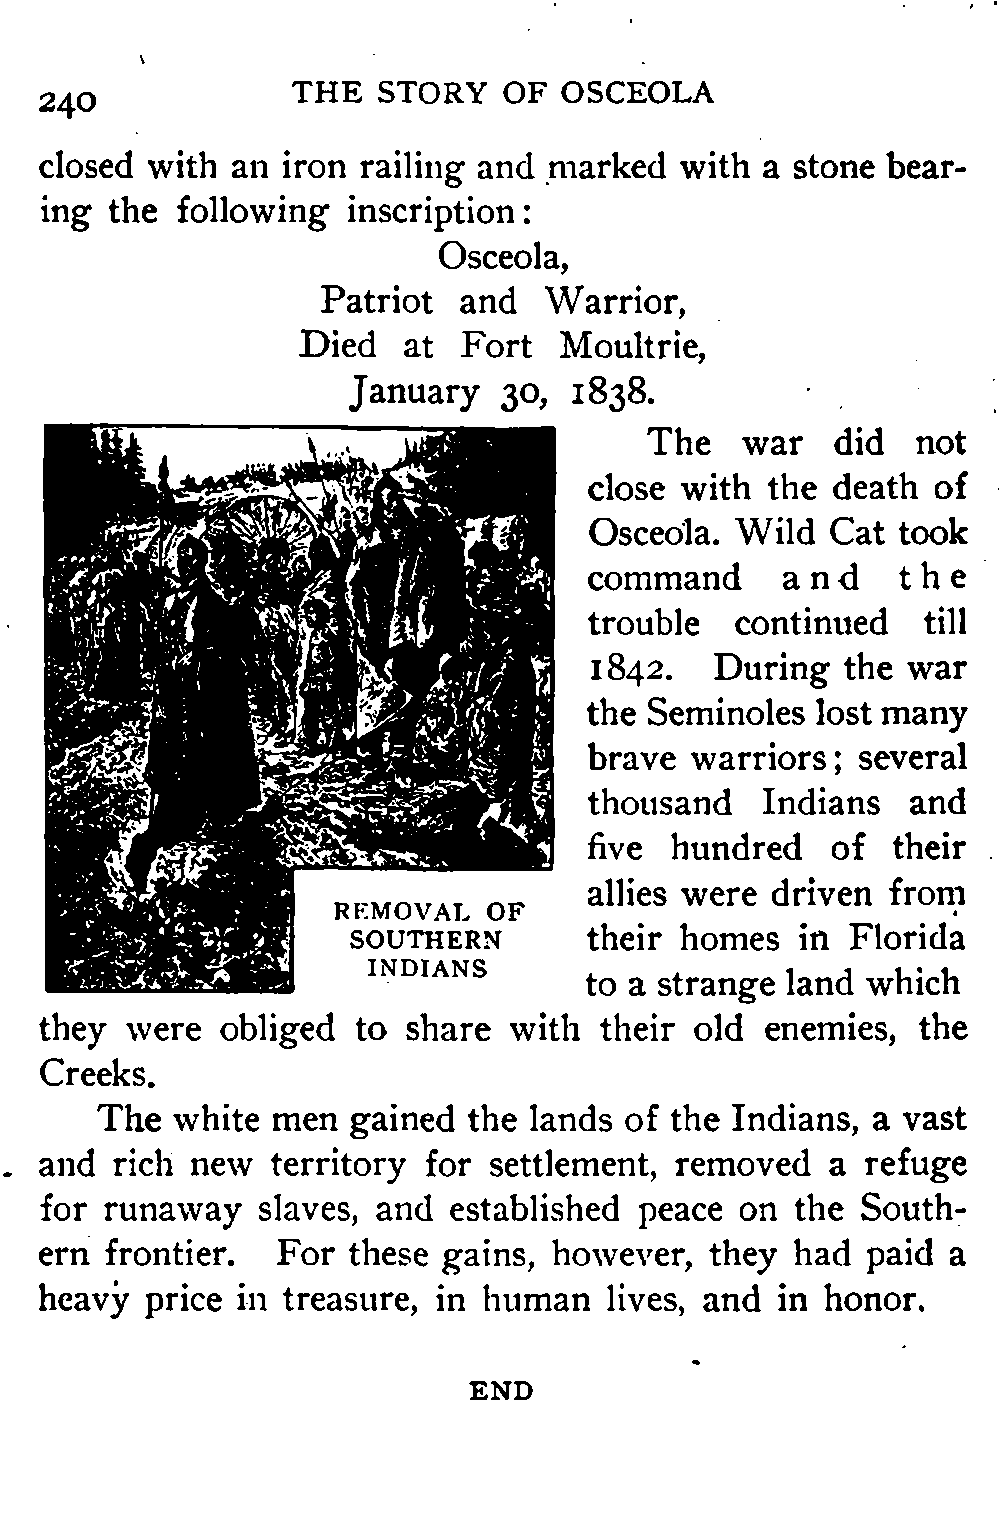 240
THE STORY OF OSCEOLA
closed with an iron railing and marked with a stone bear-
ing the following inscription:
Osceola,
Patriot and Warrior,
Died at Fort Moultrie,
January 30, 1838.
The war did not
close with the death of
Osceola. Wild Cat took
command and the
trouble continued till
1842. During the war
the Seminoles lost many
brave warriors; several
thousand Indians and
five hundred of their
allies were driven from
their homes in Florida
to a strange land which
REMOVAL OF
SOUTHERN
INDIANS
they were obliged to share with their old enemies, the
Creeks.
The white men gained the lands of the Indians, a vast
and rich new territory for settlement, removed a refuge
for runaway slaves, and established peace on the South-
ern frontier. For these gains, however, they had paid a
heavy price in treasure, in human lives, and in honor.
END